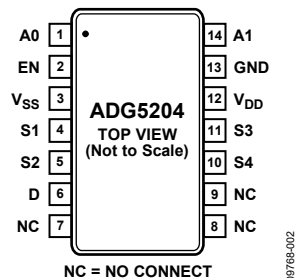 A0 1 14 A1
EN 2 13 GND
VSS 3 12 VDD
S1 4 11 S3
S2 5 10 S4
D 6 9 NC
NC 7 8 NC
ADG5204
TOP VIEW
(Not to Scale)
NC = NO CONNECT
09768-002